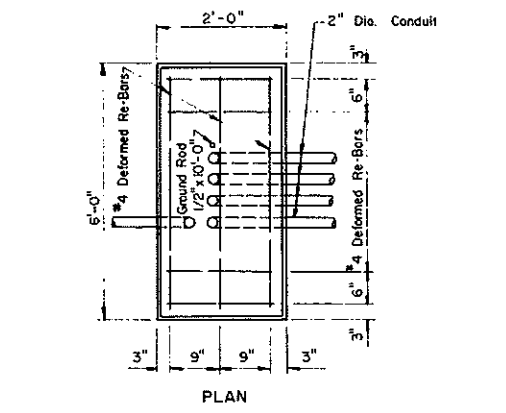 2'-0"
2" Dia. Conduit
3"
6"
#4 Deformed Re-Bars
6'-0"
Ground Rod
1/2" x 10'-0"
#4 Deformed Re-Bars
6"
3"
3" 9" 9" 3"
PLAN